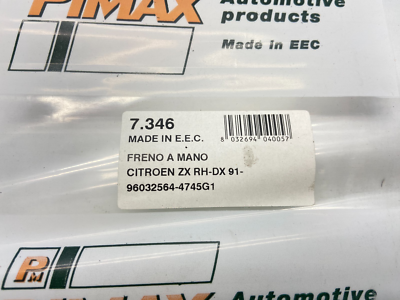 PIMAX
Automotive
products
Made in EEC
7.346
MADE IN E.E.C.
8 032694 040057
FRENO A MANO
CITROEN ZX RH-DX 91-
96032564-4745G1
PM
Automotive